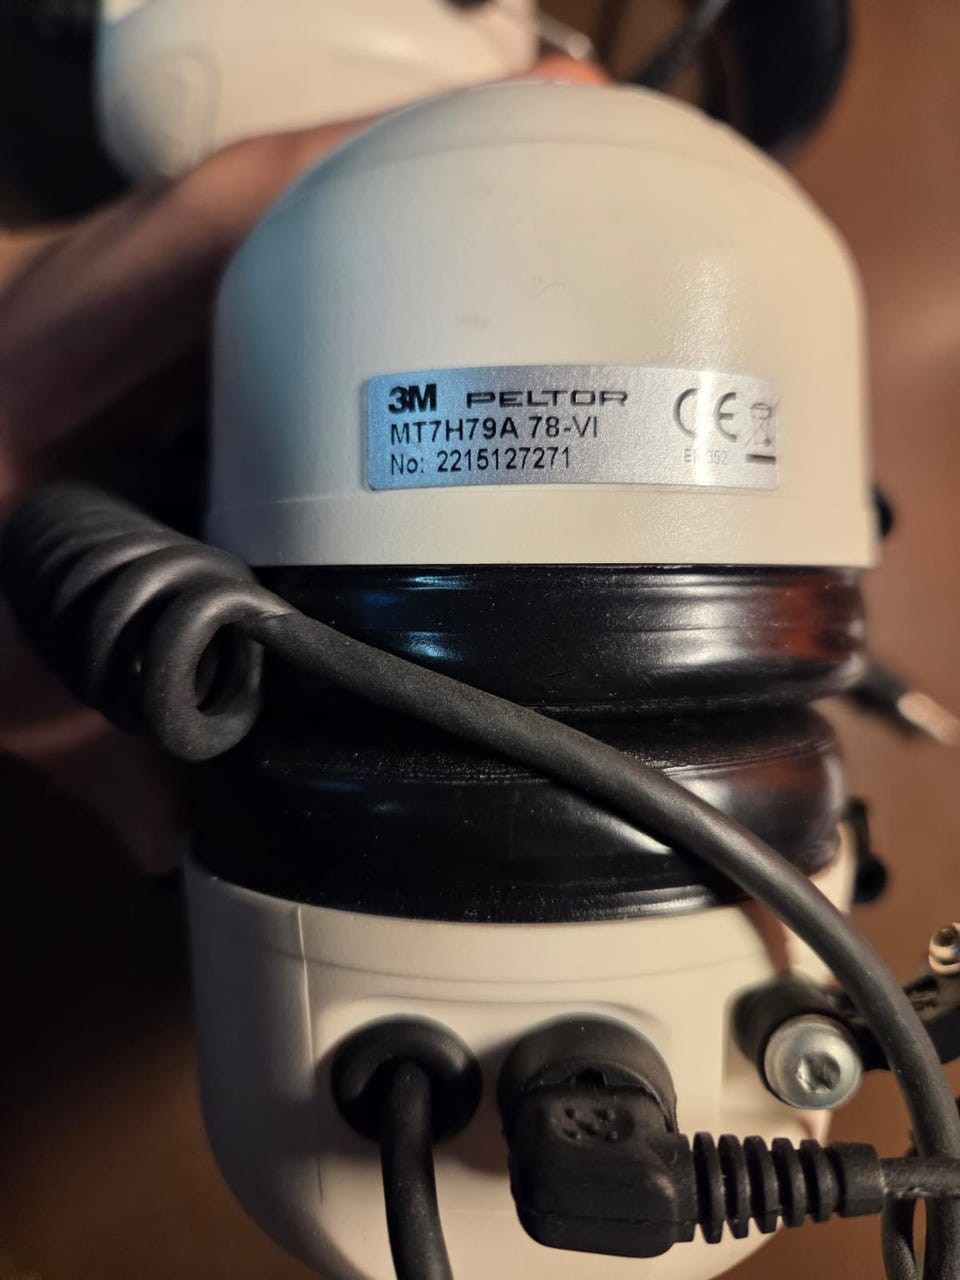 3M PELTOR
MT7H79A 78-VI
No: 2215127271
CE